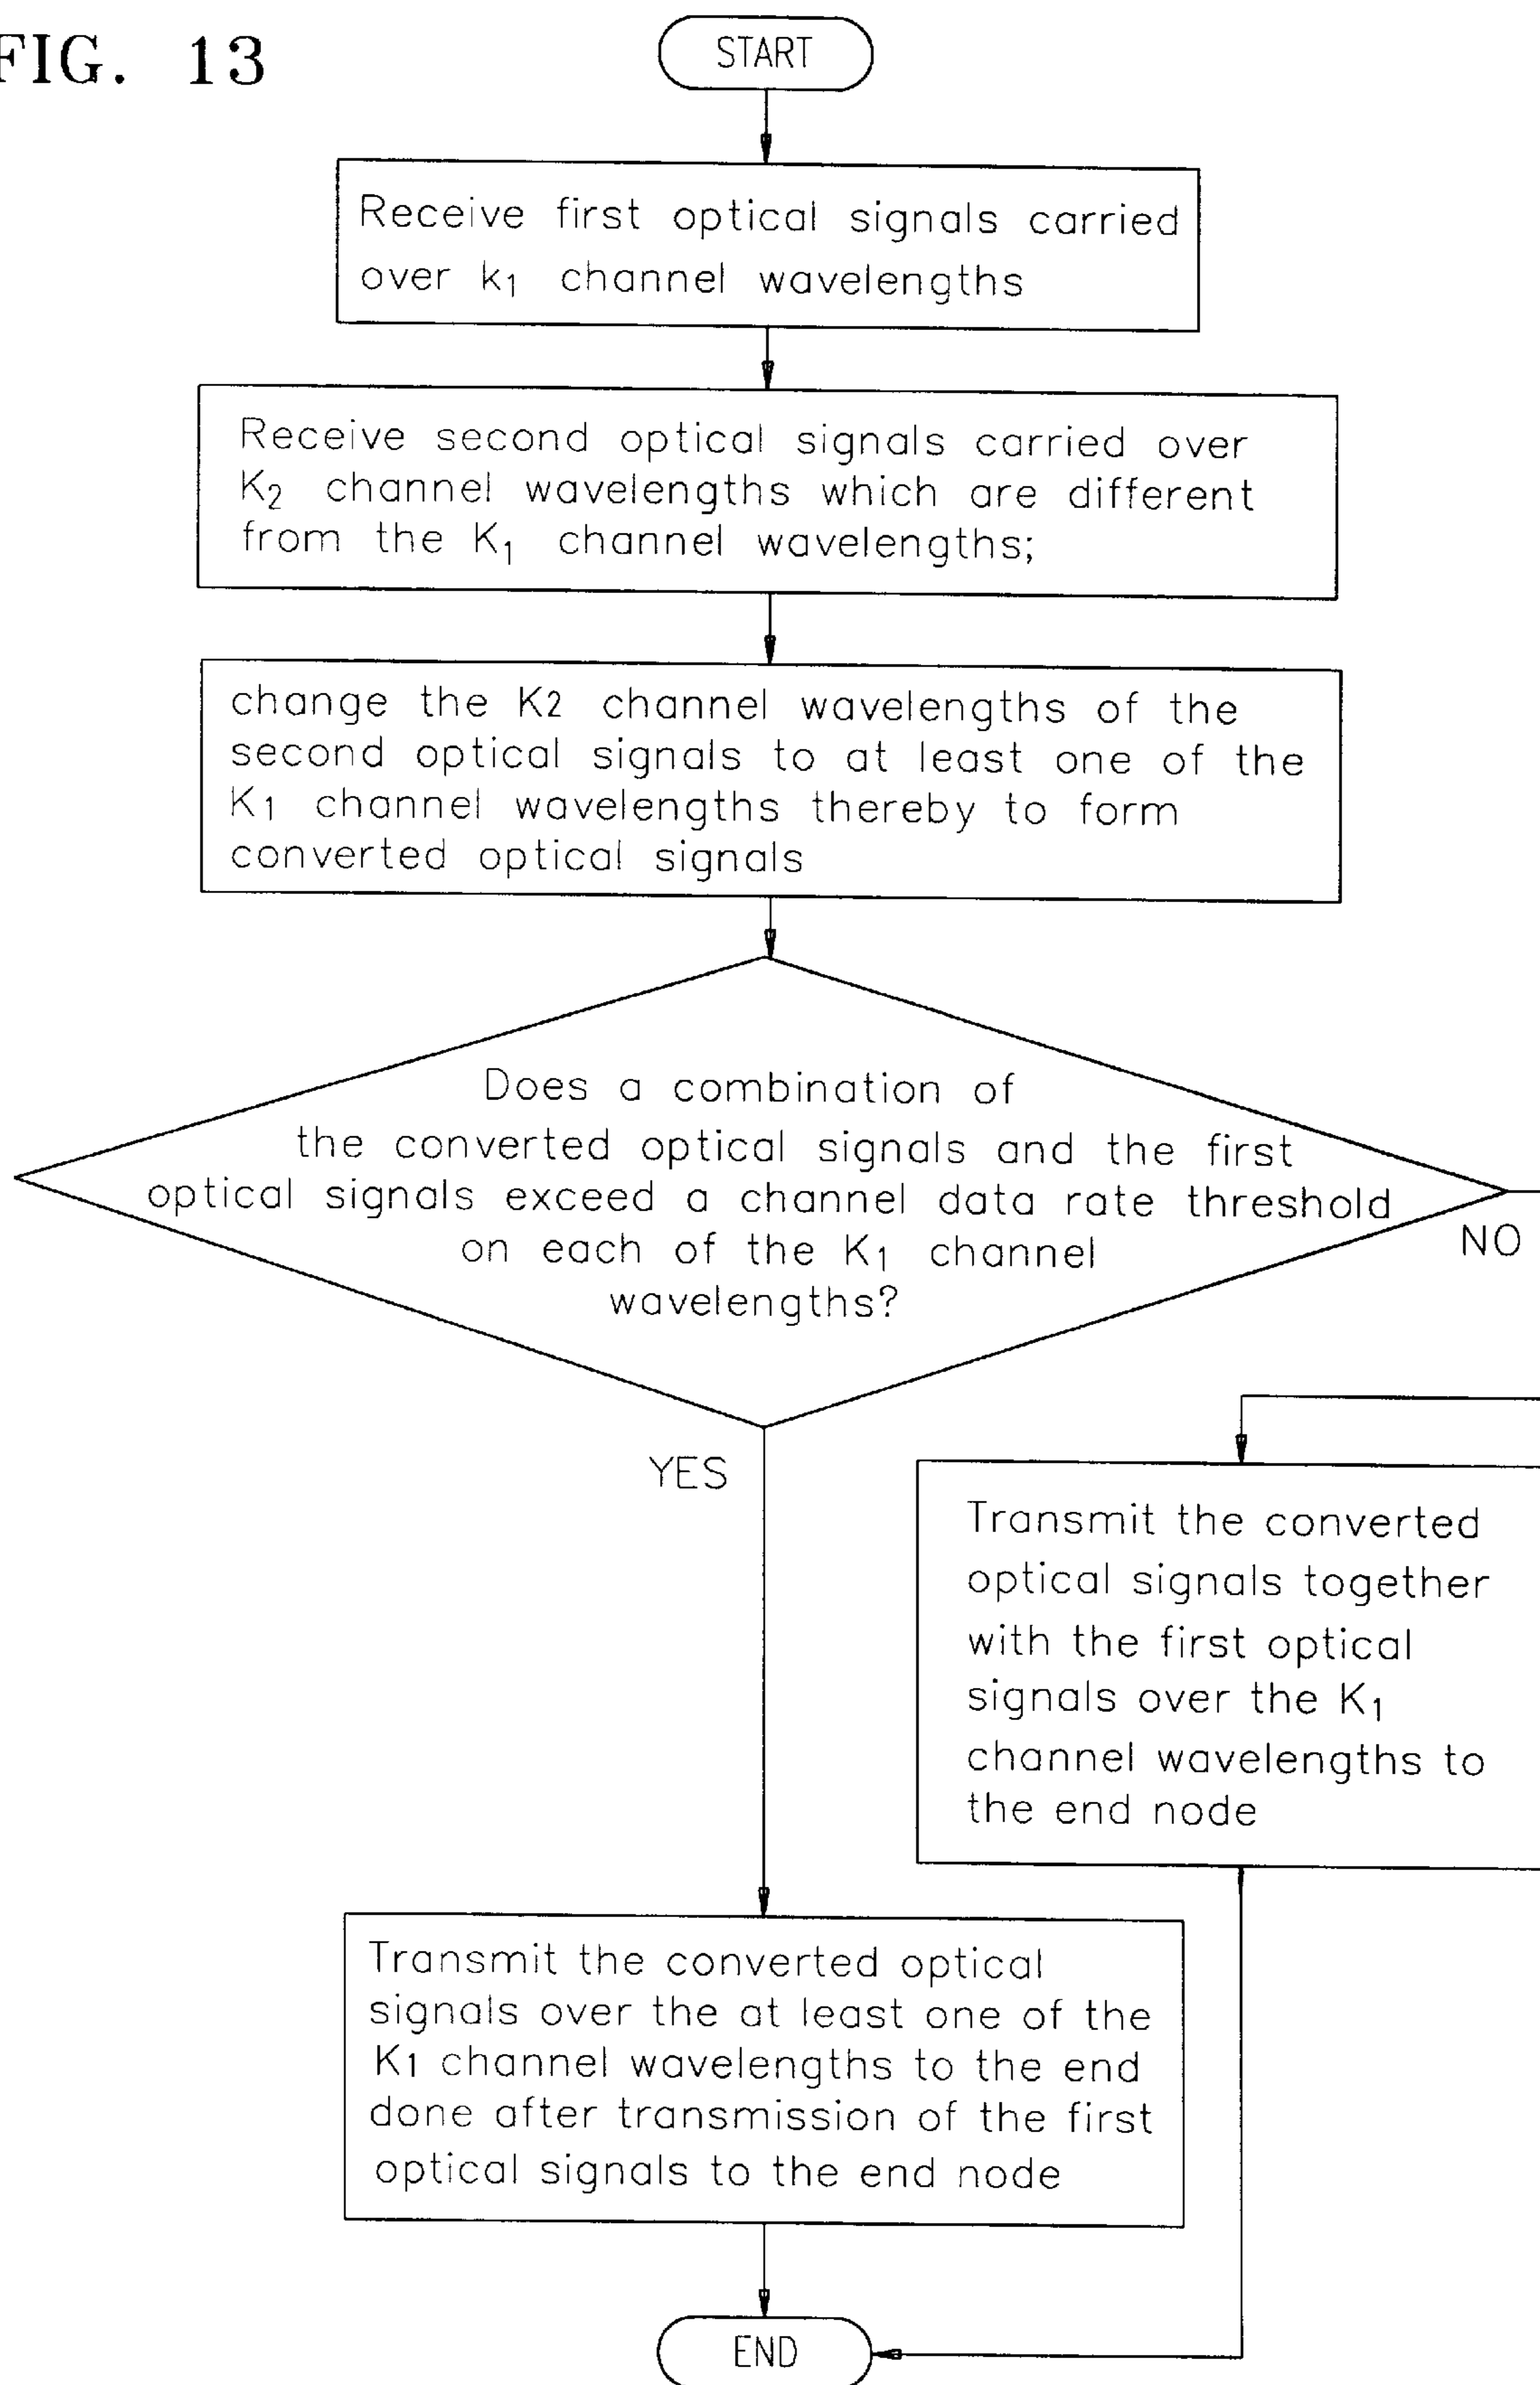 FIG. 13
START
Receive first optical signals carried
over k₁ channel wavelengths
Receive second optical signals carried over
K₂ channel wavelengths which are different
from the K₁ channel wavelengths;
change the K2 channel wavelengths of the
second optical signals to at least one of the
K₁ channel wavelengths thereby to form
converted optical signals
Does a combination of
the converted optical signals and the first
optical signals exceed a channel data rate threshold
on each of the K₁ channel
wavelengths?
NO
YES
Transmit the converted
optical signals together
with the first optical
signals over the K₁
channel wavelengths to
the end node
Transmit the converted optical
signals over the at least one of the
K₁ channel wavelengths to the end
done after transmission of the first
optical signals to the end node
END